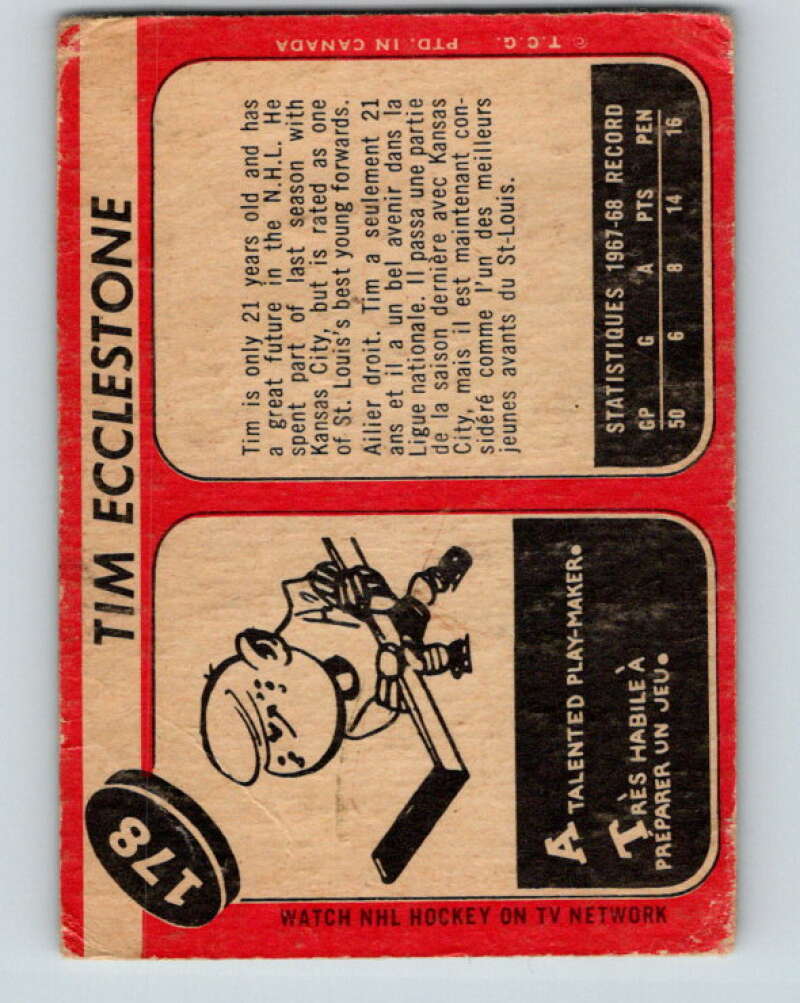 TIM ECCLESTONE
178
Tim is only 21 years old and has
a great future in the N.H.L. He
spent part of last season with
Kansas City, but is rated as one
of St. Louis's best young forwards.
Ailier droit. Tim a seulement 21
ans et il a un bel avenir dans la
Ligue nationale. Il passa une partie
de la saison dernière avec Kansas
City, mais il est maintenant con-
sidéré comme l'un des meilleurs
jeunes avants du St-Louis.
STATISTIQUES 1967-68 RECORD
GP G A PTS PEN
50 6 8 14 16
A TALENTED PLAY-MAKER.
TRÈS HABILE À
PRÉPARER UN JEU.
WATCH NHL HOCKEY ON TV NETWORK
© T.C.G. PTD. IN CANADA